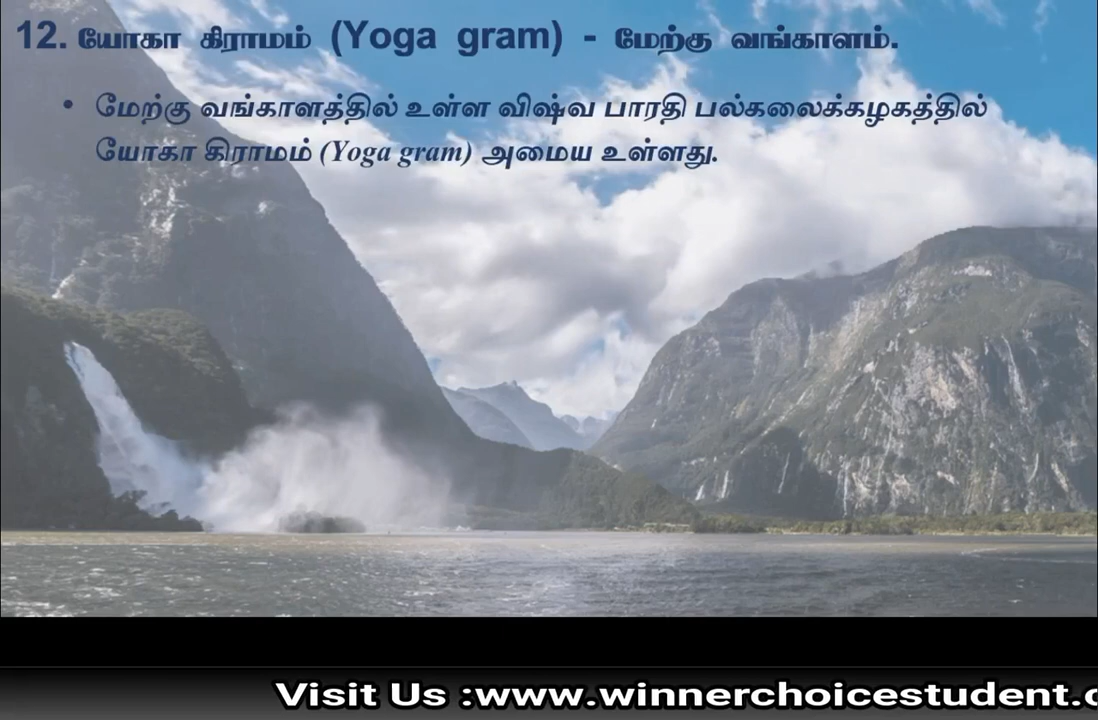 12. யோகா கிராமம் (Yoga gram) - மேற்கு வங்காளம்.
• மேற்கு வங்காளத்தில் உள்ள விஷ்வ பாரதி பல்கலைக்கழகத்தில்
யோகா கிராமம் (Yoga gram) அமைய உள்ளது.
Visit Us :www.winnerchoicestudent.c